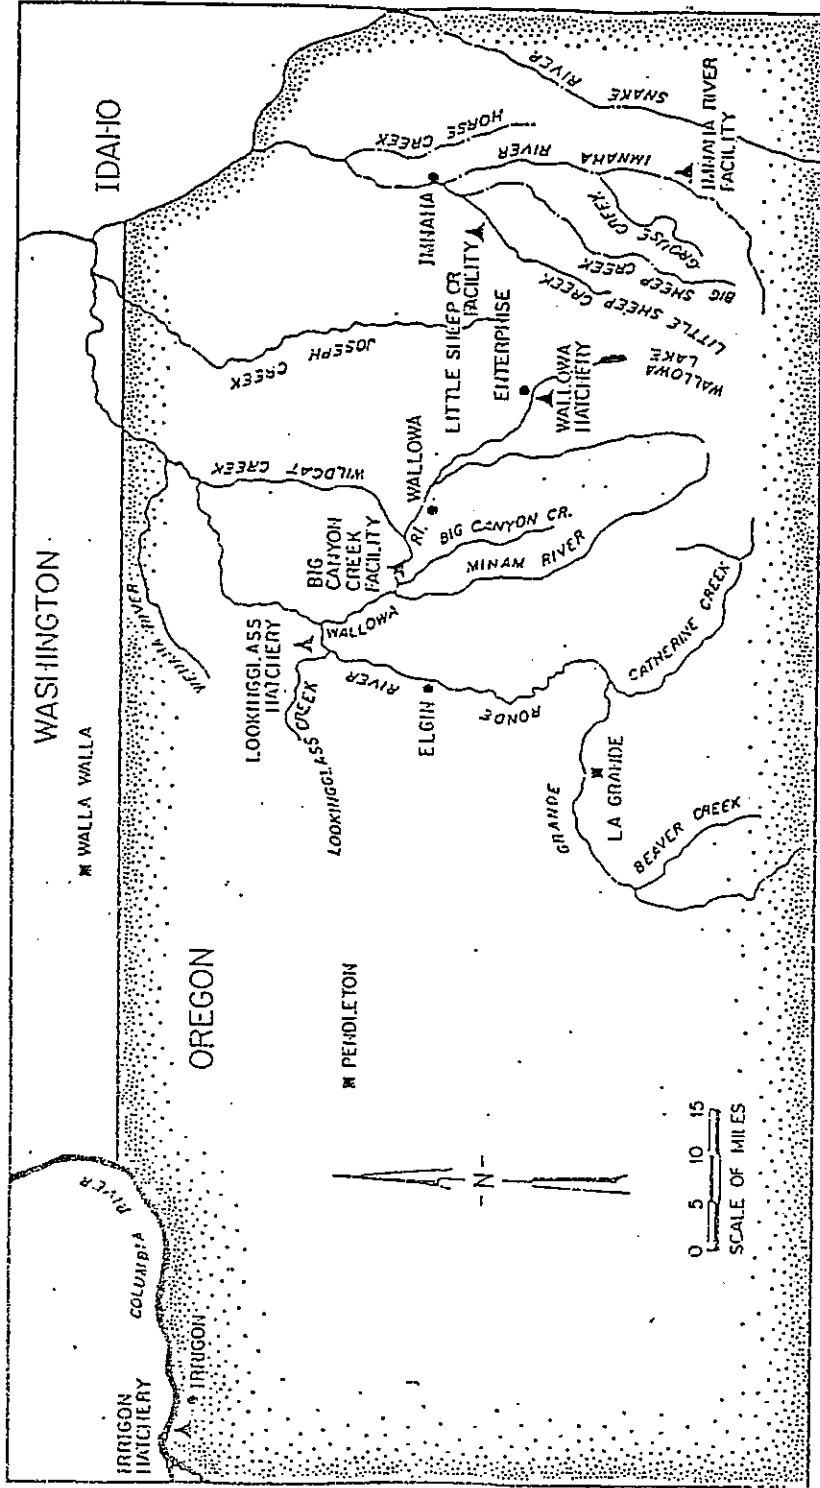 WASHINGTON
IDAHO
OREGON
WALLA WALLA
PENDLETON
IRRIGON
HATCHERY
IRRIGON
COLUMBIA
RIVER
WENAHA RIVER
LOOKINGGLASS
HATCHERY
LOOKINGGLASS CREEK
BIG
CANYON
CREEK
FACILITY
WILDCAT CREEK
JOSEPH
CREEK
HORSE
CREEK
SNAKE
RIVER
IMNAHA
IMNAHA
RIVER
IMNAHA RIVER
FACILITY
LITTLE SHEEP CR
FACILITY
GROUSE CREEK
BIG SHEEP CREEK
LITTLE SHEEP CREEK
ENTERPRISE
WALLOWA
HATCHERY
WALLOWA
LAKE
WALLOWA
WALLOWA
RI.
BIG CANYON CR.
MINAM RIVER
ELGIN
GRANDE
RONDE
RIVER
CATHERINE CREEK
LA GRANDE
BEAVER CREEK
-N-
0 5 10 15
SCALE OF MILES